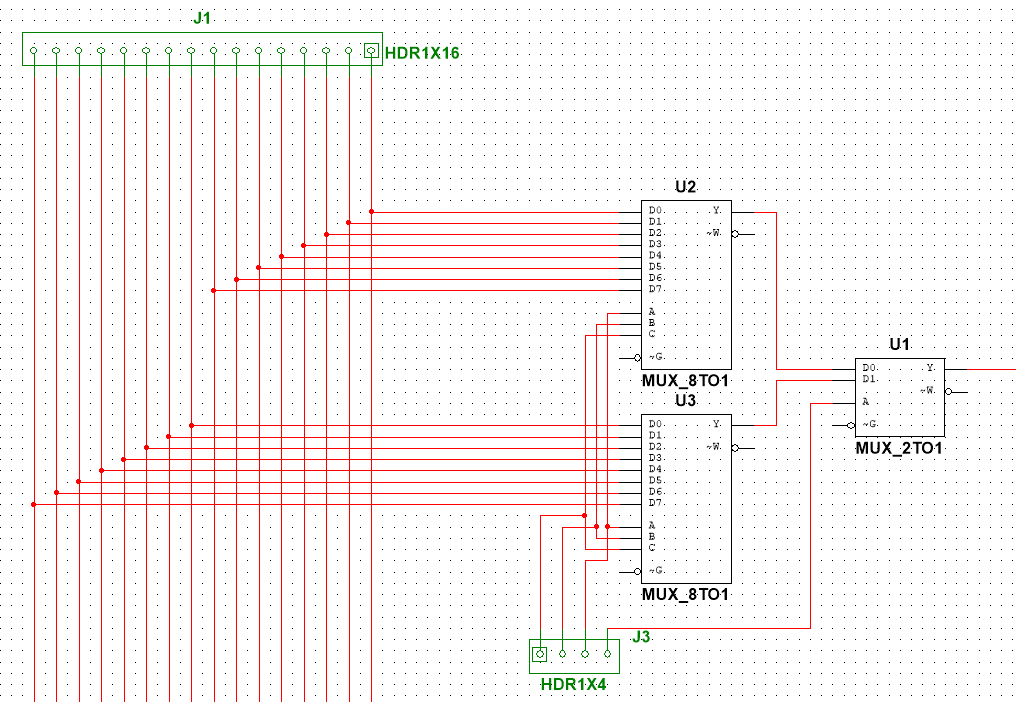 J1
HDR1X16
U2
D0 Y
D1
D2 ~W
D3
D4
D5
D6
D7
A
B
C
~G
MUX_8TO1
U3
D0 Y
D1
D2 ~W
D3
D4
D5
D6
D7
A
B
C
~G
MUX_8TO1
U1
D0 Y
D1
~W
A
~G
MUX_2TO1
J3
HDR1X4